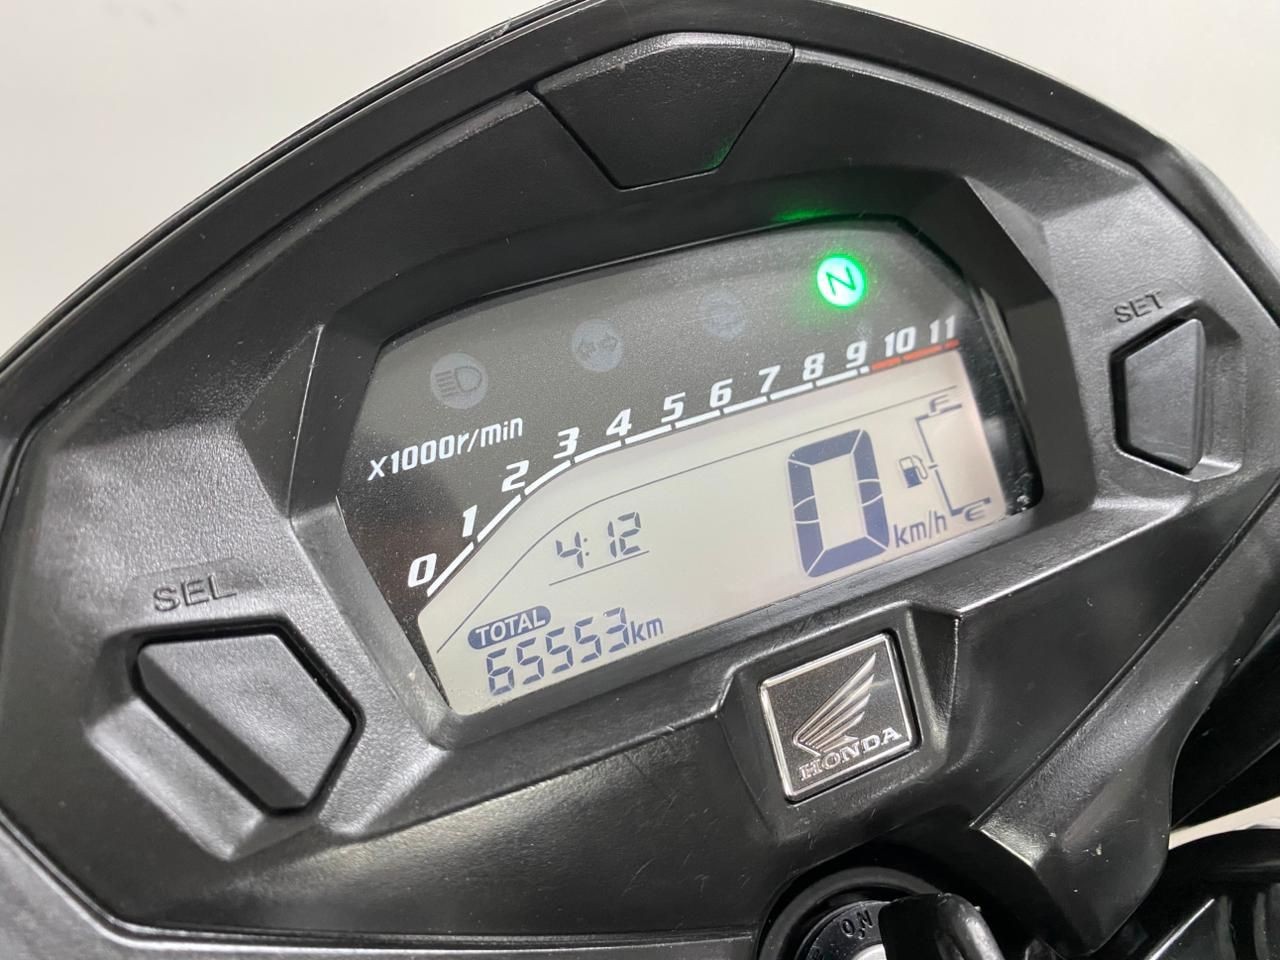 N
SET
X1000r/min
0 1 2 3 4 5 6 7 8 9 10 11
F
4:12
0 km/h
E
SEL
TOTAL
65553km
HONDA
ON